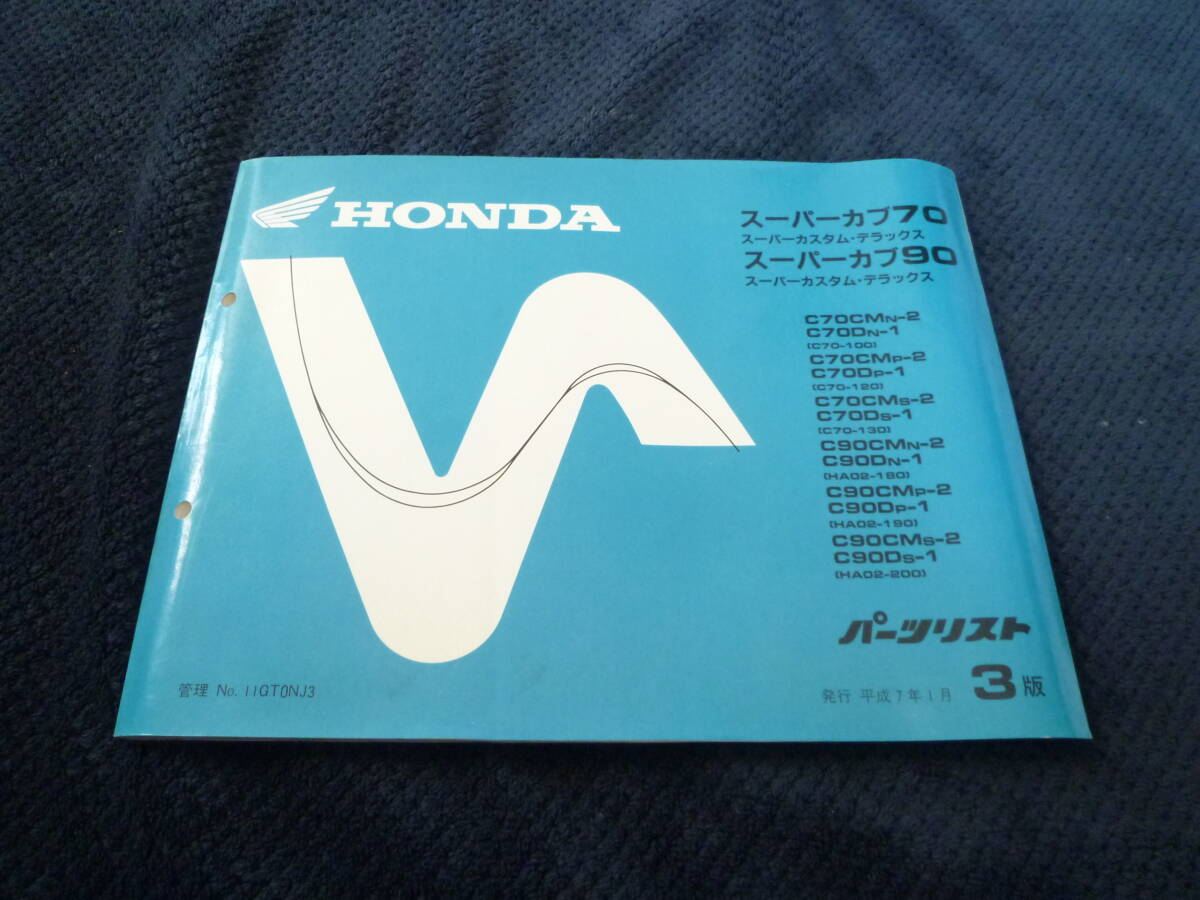 HONDA
スーパーカブ70
スーパーカスタム・デラックス
スーパーカブ90
スーパーカスタム・デラックス
C70CMN-2
C70DN-1
(C70-100)
C70CMP-2
C70DP-1
(C70-120)
C70CMS-2
C70DS-1
(C70-130)
C90CMN-2
C90DN-1
(HA02-180)
C90CMP-2
C90DP-1
(HA02-190)
C90CMS-2
C90DS-1
(HA02-200)
パーツリスト
管理 No. 11GT0NJ3
発行 平成7年1月 3版